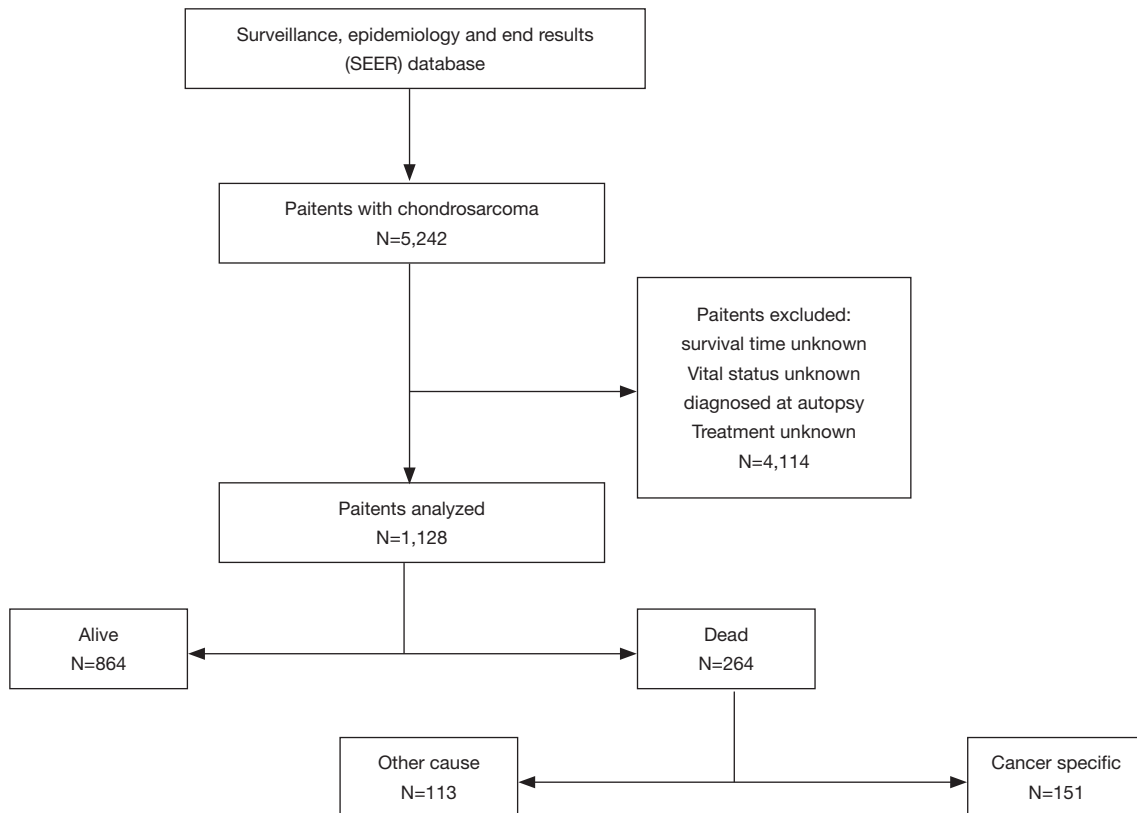 Surveillance, epidemiology and end results
(SEER) database
Paitents with chondrosarcoma
N=5,242
Paitents excluded:
survival time unknown
Vital status unknown
diagnosed at autopsy
Treatment unknown
N=4,114
Paitents analyzed
N=1,128
Alive
N=864
Dead
N=264
Other cause
N=113
Cancer specific
N=151